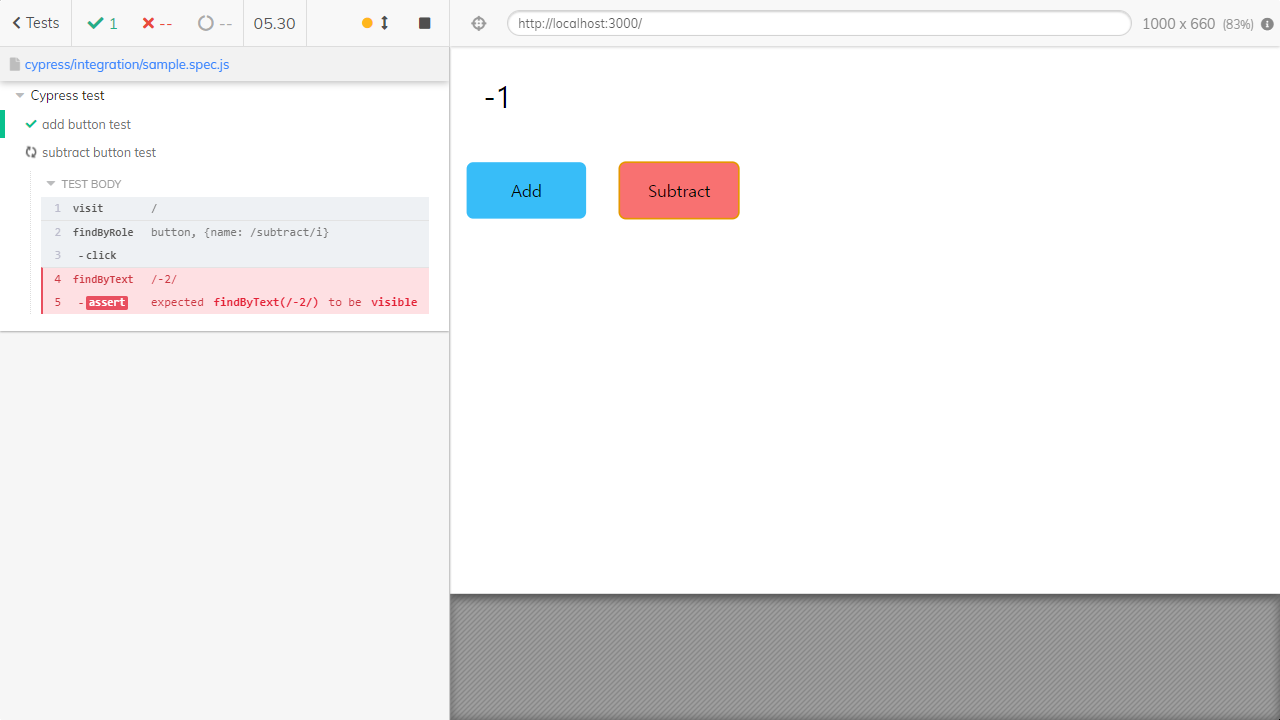 Tests 1 -- -- 05.30
http://localhost:3000/ 1000 x 660 (83%)
cypress/integration/sample.spec.js
Cypress test
add button test
subtract button test
TEST BODY
1 visit /
2 findByRole button, {name: /subtract/i}
3 -click
4 findByText /-2/
5 -assert expected findByText(/-2/) to be visible
-1
Add Subtract